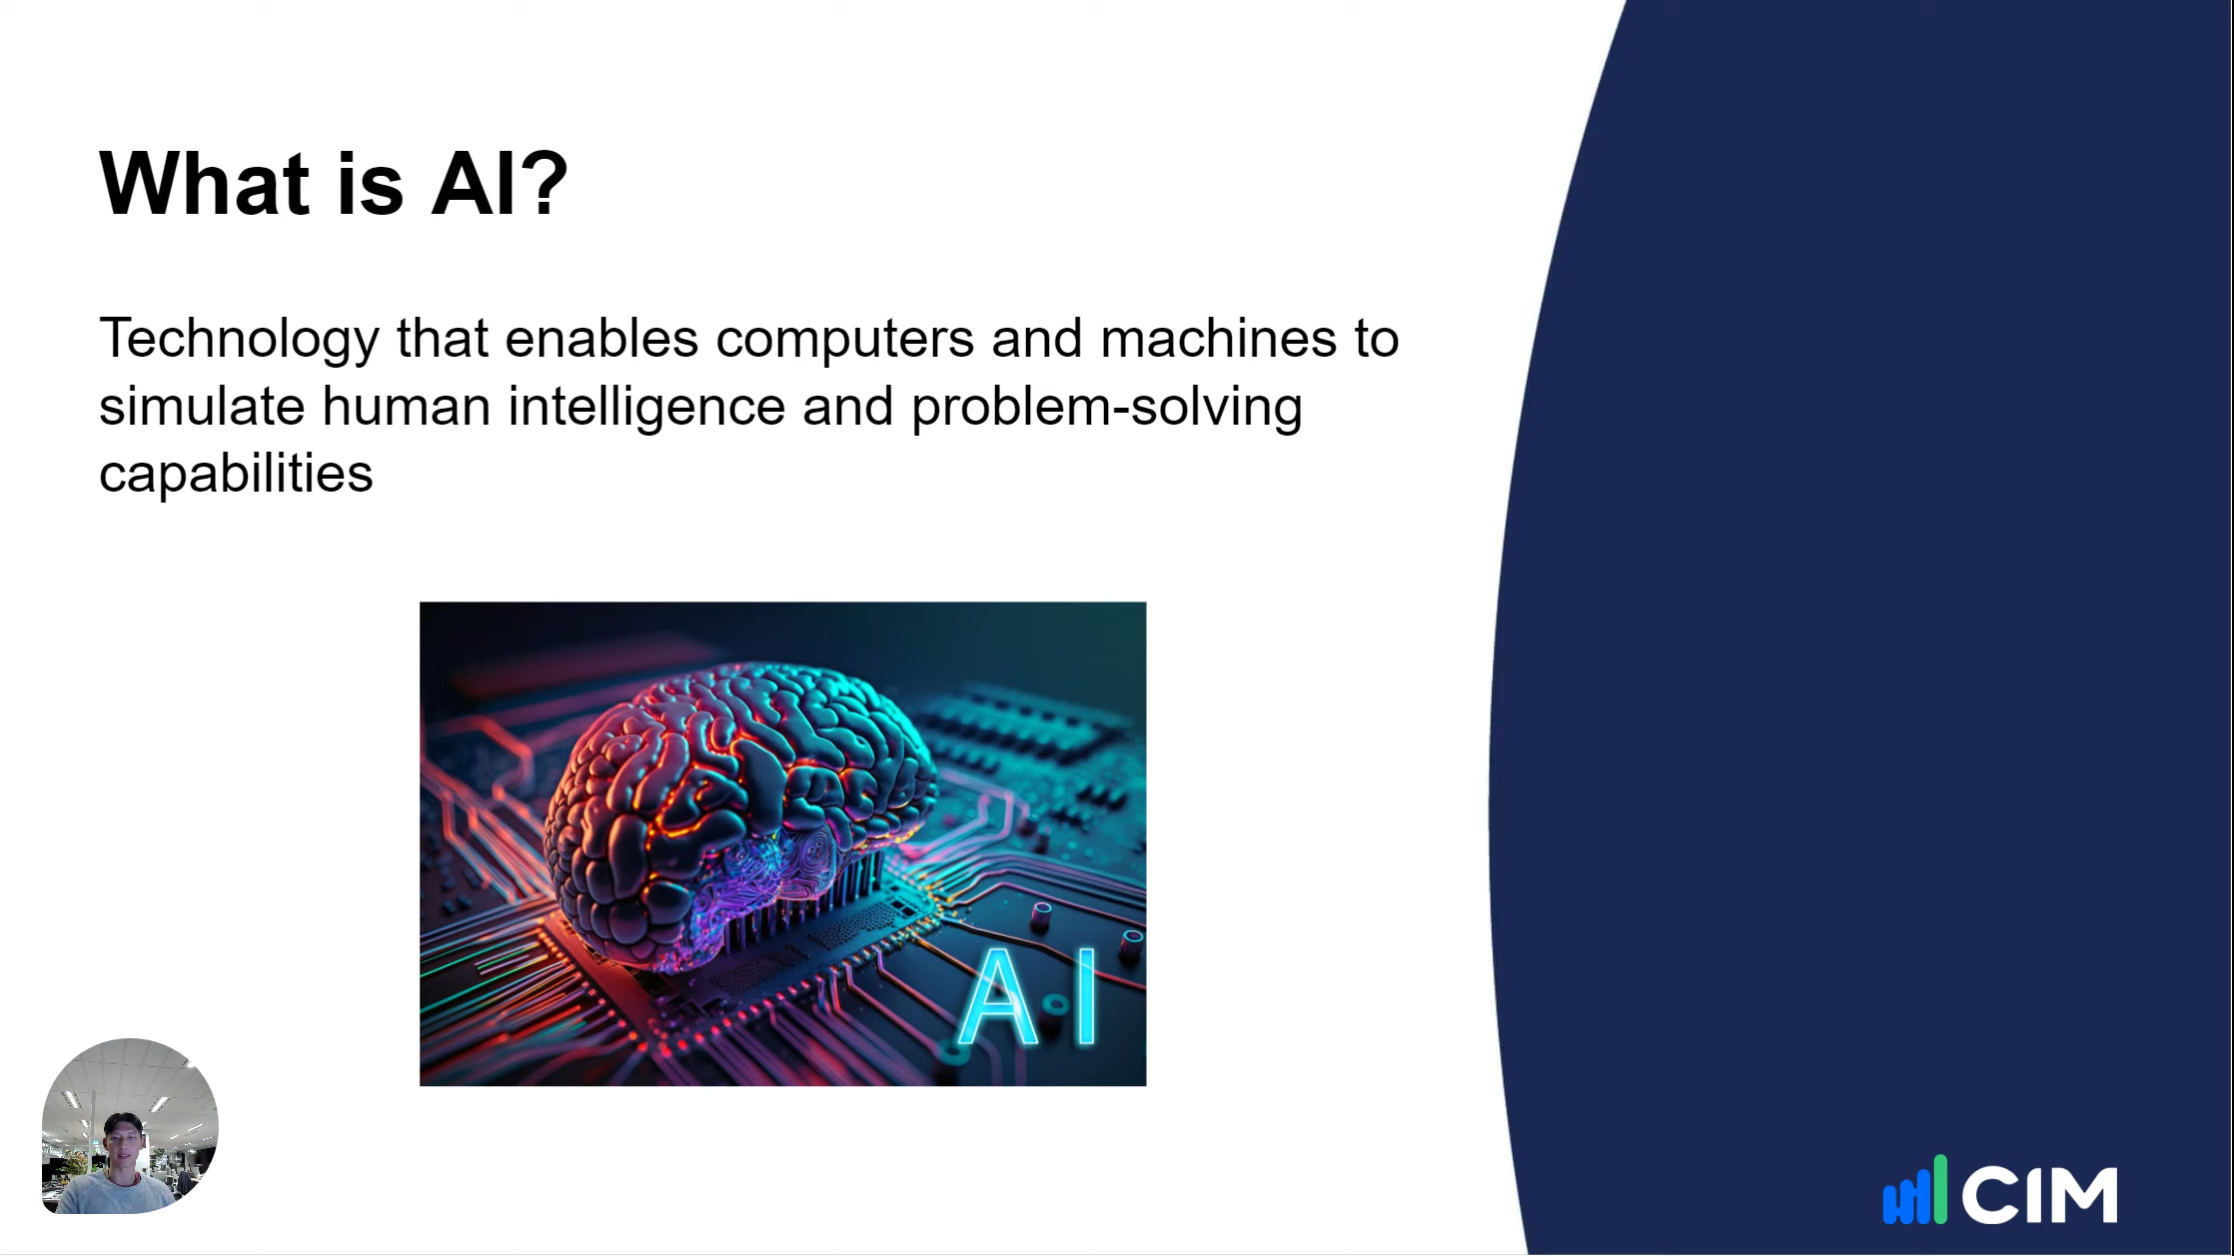 What is AI?
Technology that enables computers and machines to
simulate human intelligence and problem-solving
capabilities
AI
CIM